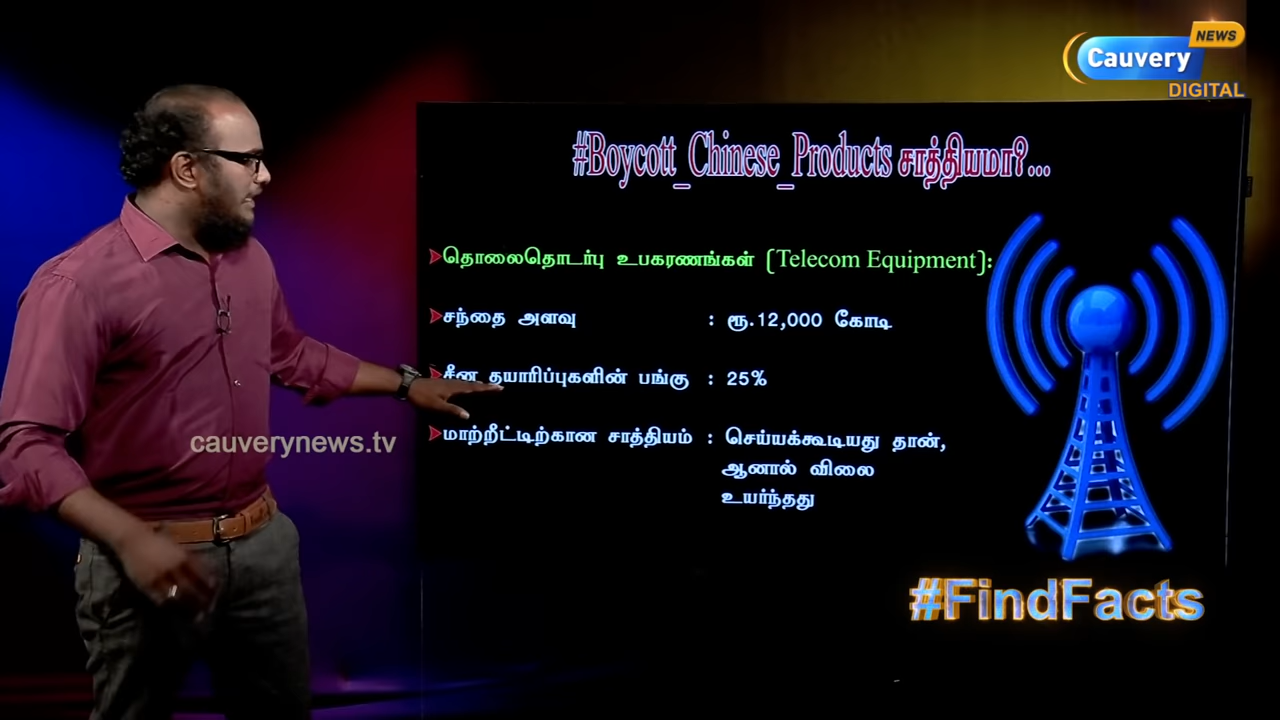 Cauvery NEWS
DIGITAL
#Boycott_Chinese_Products சாத்தியமா?...
தொலைதொடர்பு உபகரணங்கள் (Telecom Equipment):
சந்தை அளவு : ரூ.12,000 கோடி
சீன தயாரிப்புகளின் பங்கு : 25%
மாற்றீட்டிற்கான சாத்தியம் : செய்யக்கூடியது தான்,
ஆனால் விலை
உயர்ந்தது
cauverynews.tv
#FindFacts